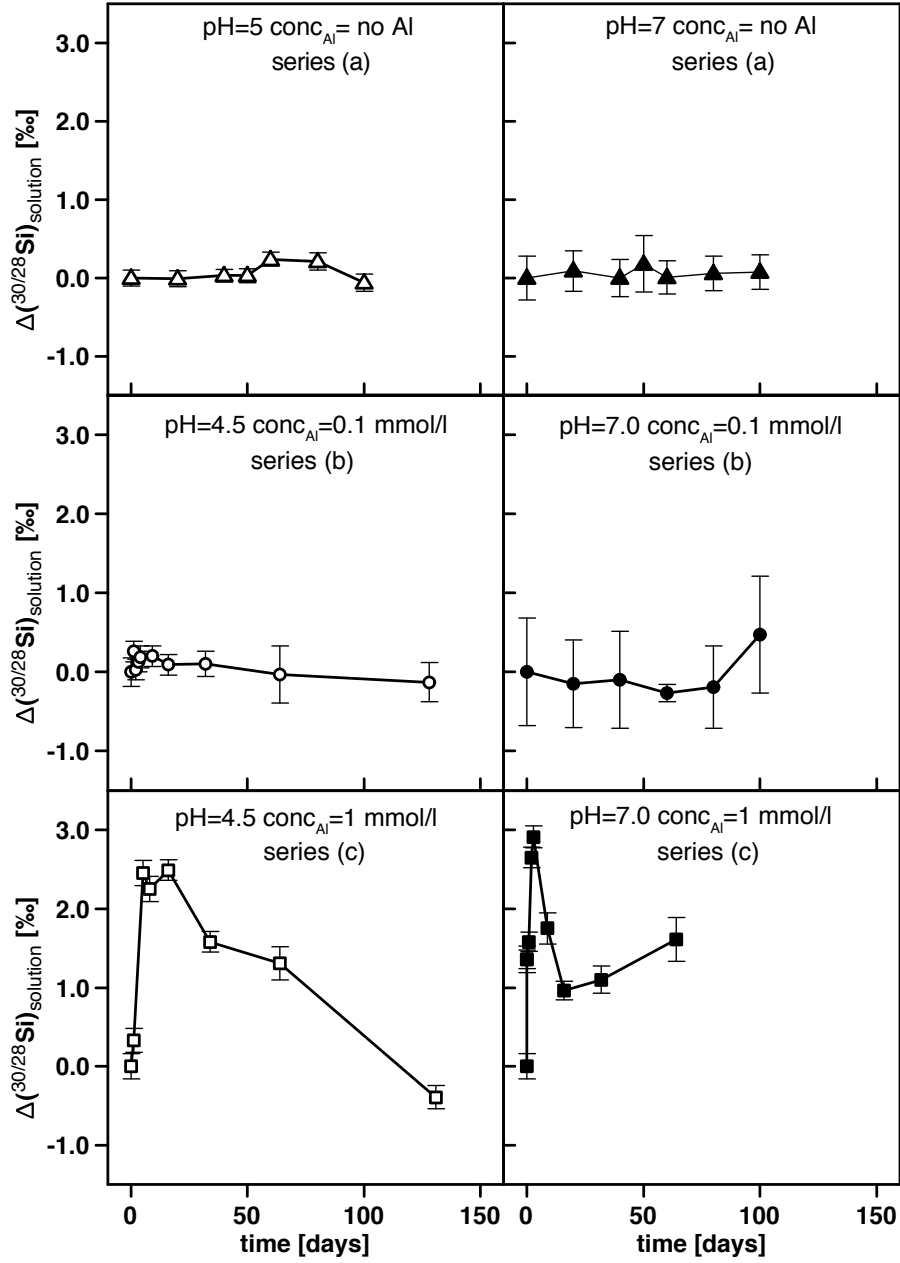 pH=5 conc_Al= no Al
series (a)
pH=7 conc_Al= no Al
series (a)
3.0
2.0
1.0
0.0
-1.0
Δ(30/28Si)solution [‰]
pH=4.5 conc_Al=0.1 mmol/l
series (b)
pH=7.0 conc_Al=0.1 mmol/l
series (b)
3.0
2.0
1.0
0.0
-1.0
Δ(30/28Si)solution [‰]
pH=4.5 conc_Al=1 mmol/l
series (c)
pH=7.0 conc_Al=1 mmol/l
series (c)
3.0
2.0
1.0
0.0
-1.0
Δ(30/28Si)solution [‰]
0 50 100 150
0 50 100 150
time [days]
time [days]